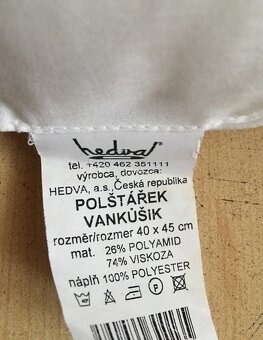 hedva
tel. +420 462 351111
výrobca, dovozca:
HEDVA, a.s., Česká republika
POLŠTÁŘEK
VANKÚŠIK
rozměr/rozmer 40 x 45 cm
mat. 26% POLYAMID
74% VISKOZA
náplň 100% POLYESTER